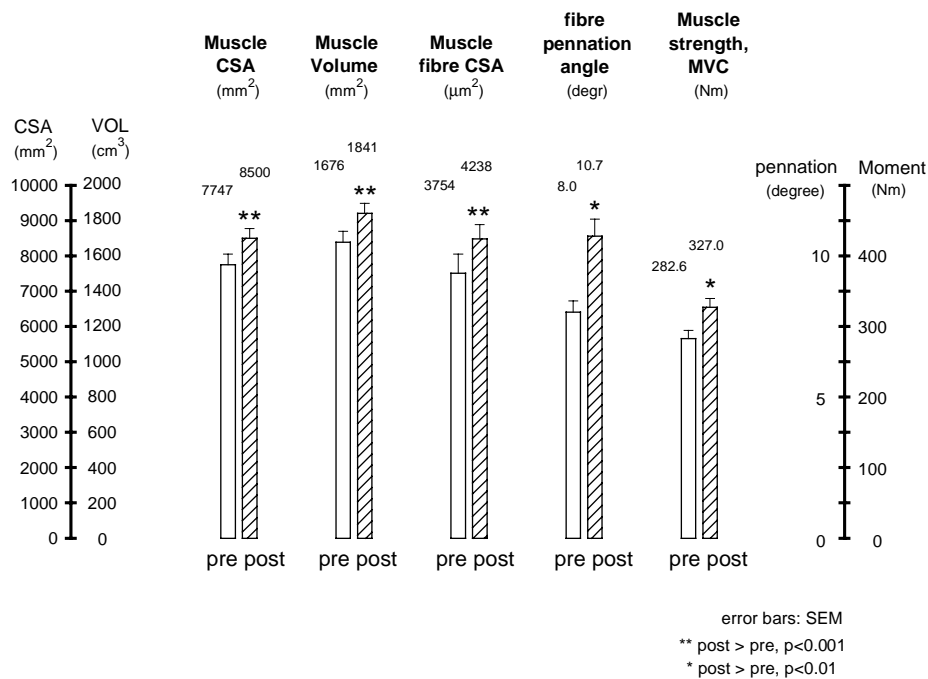 Muscle
CSA
(mm²)
Muscle
Volume
(mm²)
Muscle
fibre CSA
(μm²)
fibre
pennation
angle
(degr)
Muscle
strength,
MVC
(Nm)
CSA
(mm²)
VOL
(cm³)
pennation
(degree)
Moment
(Nm)
10000
9000
8000
7000
6000
5000
4000
3000
2000
1000
0
2000
1800
1600
1400
1200
1000
800
600
400
200
0
7747
8500
**
1676
1841
**
3754
4238
**
8.0
10.7
*
282.6
327.0
*
10
5
0
400
300
200
100
0
pre post
pre post
pre post
pre post
pre post
error bars: SEM
** post > pre, p<0.001
* post > pre, p<0.01